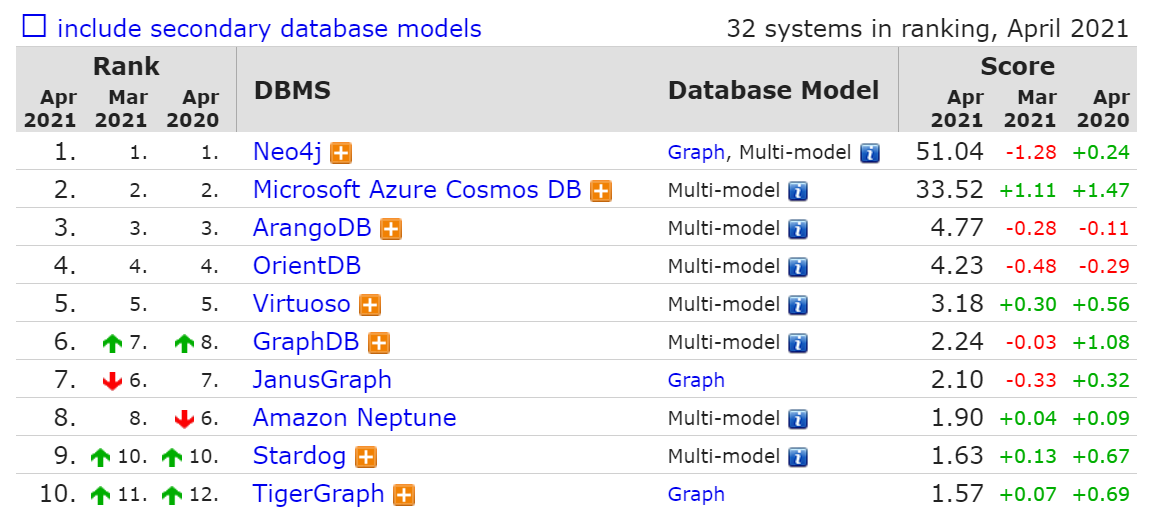 include secondary database models 32 systems in ranking, April 2021
Rank DBMS Database Model Score
Apr 2021 Mar 2021 Apr 2020 Apr 2021 Mar 2021 Apr 2020
1. 1. 1. Neo4j Graph, Multi-model 51.04 -1.28 +0.24
2. 2. 2. Microsoft Azure Cosmos DB Multi-model 33.52 +1.11 +1.47
3. 3. 3. ArangoDB Multi-model 4.77 -0.28 -0.11
4. 4. 4. OrientDB Multi-model 4.23 -0.48 -0.29
5. 5. 5. Virtuoso Multi-model 3.18 +0.30 +0.56
6. 7. 8. GraphDB Multi-model 2.24 -0.03 +1.08
7. 6. 7. JanusGraph Graph 2.10 -0.33 +0.32
8. 8. 6. Amazon Neptune Multi-model 1.90 +0.04 +0.09
9. 10. 10. Stardog Multi-model 1.63 +0.13 +0.67
10. 11. 12. TigerGraph Graph 1.57 +0.07 +0.69